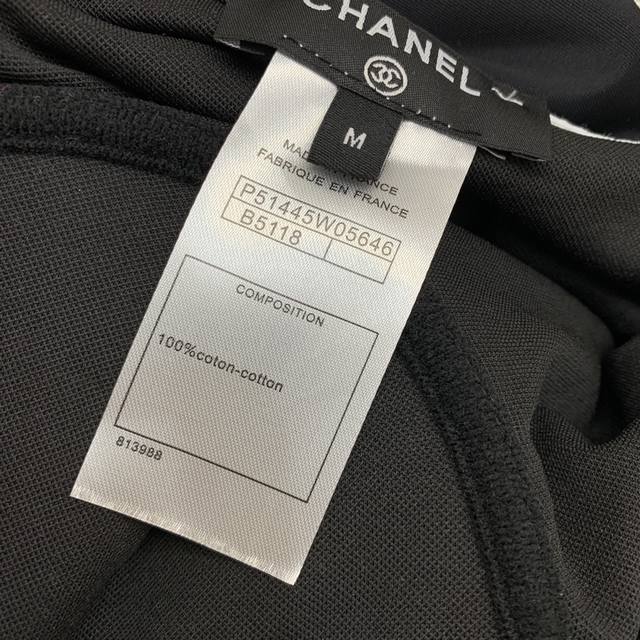 CHANEL
M
MADE IN FRANCE
FABRIQUE EN FRANCE
P51445W05646
B5118
COMPOSITION
100%coton-cotton
813988